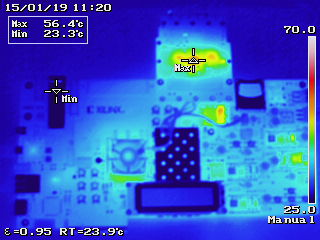 15/01/19 11:20
Max 56.4℃
Min 23.3℃
70.0
Max
Min
XILINX
25.0
Manual
ε=0.95 RT=23.9℃